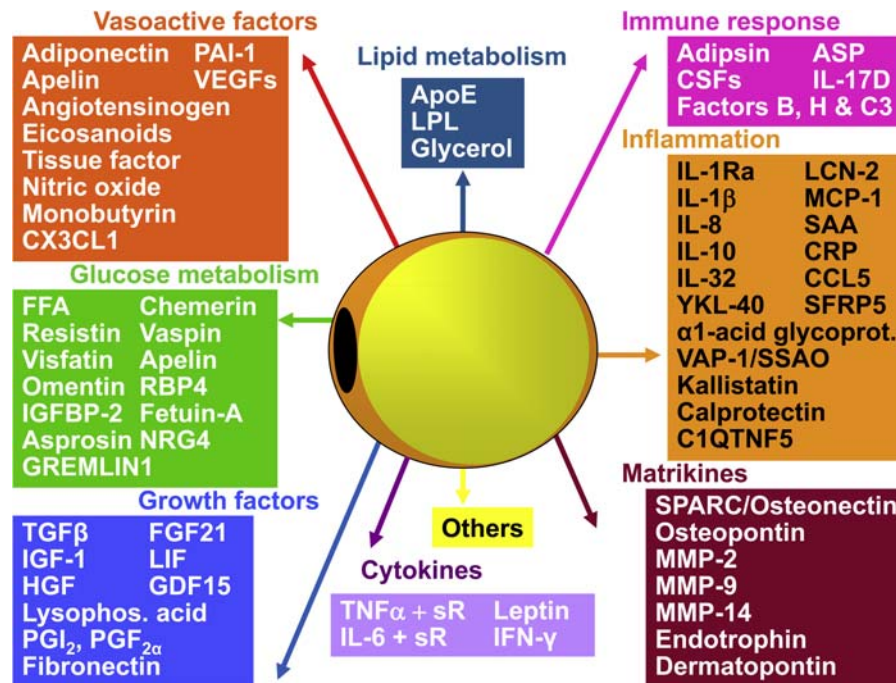 Vasoactive factors
Adiponectin PAI-1
Apelin VEGFs
Angiotensinogen
Eicosanoids
Tissue factor
Nitric oxide
Monobutyrin
CX3CL1
Lipid metabolism
ApoE
LPL
Glycerol
Immune response
Adipsin ASP
CSFs IL-17D
Factors B, H & C3
Inflammation
IL-1Ra LCN-2
IL-1β MCP-1
IL-8 SAA
IL-10 CRP
IL-32 CCL5
YKL-40 SFRP5
α1-acid glycoprot.
VAP-1/SSAO
Kallistatin
Calprotectin
C1QTNF5
Glucose metabolism
FFA Chemerin
Resistin Vaspin
Visfatin Apelin
Omentin RBP4
IGFBP-2 Fetuin-A
Asprosin NRG4
GREMLIN1
Growth factors
TGFβ FGF21
IGF-1 LIF
HGF GDF15
Lysophos. acid
PGI₂, PGF₂α
Fibronectin
Others
Cytokines
TNFα + sR Leptin
IL-6 + sR IFN-γ
Matrikines
SPARC/Osteonectin
Osteopontin
MMP-2
MMP-9
MMP-14
Endotrophin
Dermatopontin